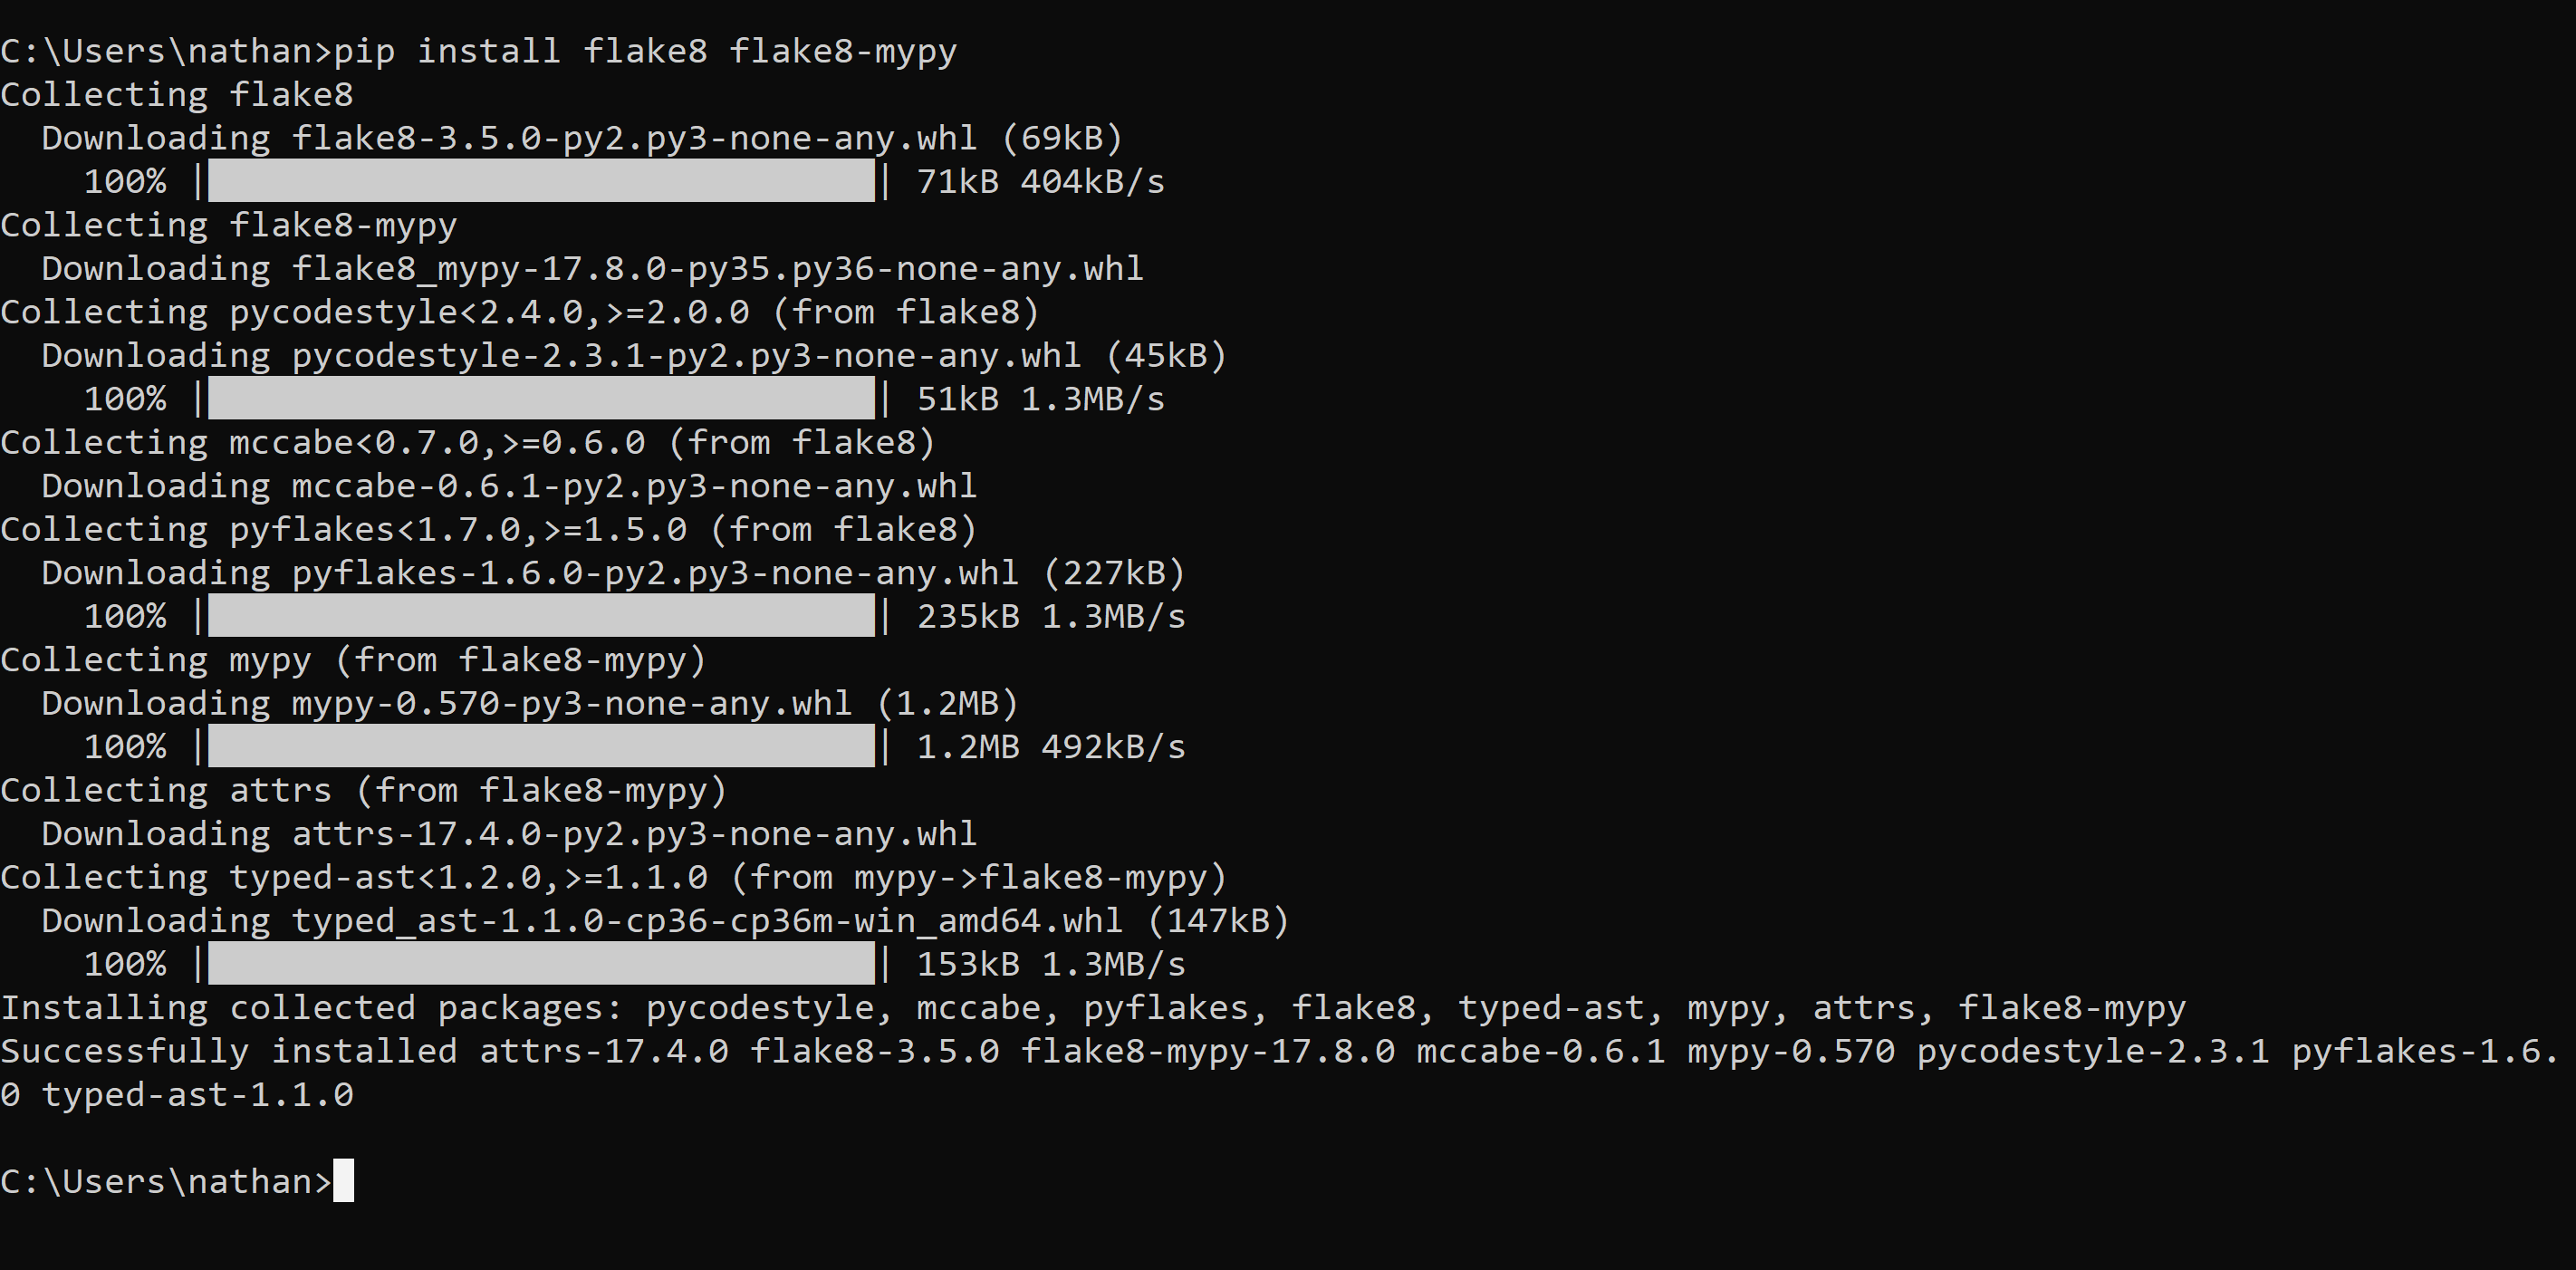 C:\Users\nathan>pip install flake8 flake8-mypy
Collecting flake8
  Downloading flake8-3.5.0-py2.py3-none-any.whl (69kB)
    100% |████████████████████████████████| 71kB 404kB/s
Collecting flake8-mypy
  Downloading flake8_mypy-17.8.0-py35.py36-none-any.whl
Collecting pycodestyle<2.4.0,>=2.0.0 (from flake8)
  Downloading pycodestyle-2.3.1-py2.py3-none-any.whl (45kB)
    100% |████████████████████████████████| 51kB 1.3MB/s
Collecting mccabe<0.7.0,>=0.6.0 (from flake8)
  Downloading mccabe-0.6.1-py2.py3-none-any.whl
Collecting pyflakes<1.7.0,>=1.5.0 (from flake8)
  Downloading pyflakes-1.6.0-py2.py3-none-any.whl (227kB)
    100% |████████████████████████████████| 235kB 1.3MB/s
Collecting mypy (from flake8-mypy)
  Downloading mypy-0.570-py3-none-any.whl (1.2MB)
    100% |████████████████████████████████| 1.2MB 492kB/s
Collecting attrs (from flake8-mypy)
  Downloading attrs-17.4.0-py2.py3-none-any.whl
Collecting typed-ast<1.2.0,>=1.1.0 (from mypy->flake8-mypy)
  Downloading typed_ast-1.1.0-cp36-cp36m-win_amd64.whl (147kB)
    100% |████████████████████████████████| 153kB 1.3MB/s
Installing collected packages: pycodestyle, mccabe, pyflakes, flake8, typed-ast, mypy, attrs, flake8-mypy
Successfully installed attrs-17.4.0 flake8-3.5.0 flake8-mypy-17.8.0 mccabe-0.6.1 mypy-0.570 pycodestyle-2.3.1 pyflakes-1.6.
0 typed-ast-1.1.0
C:\Users\nathan>